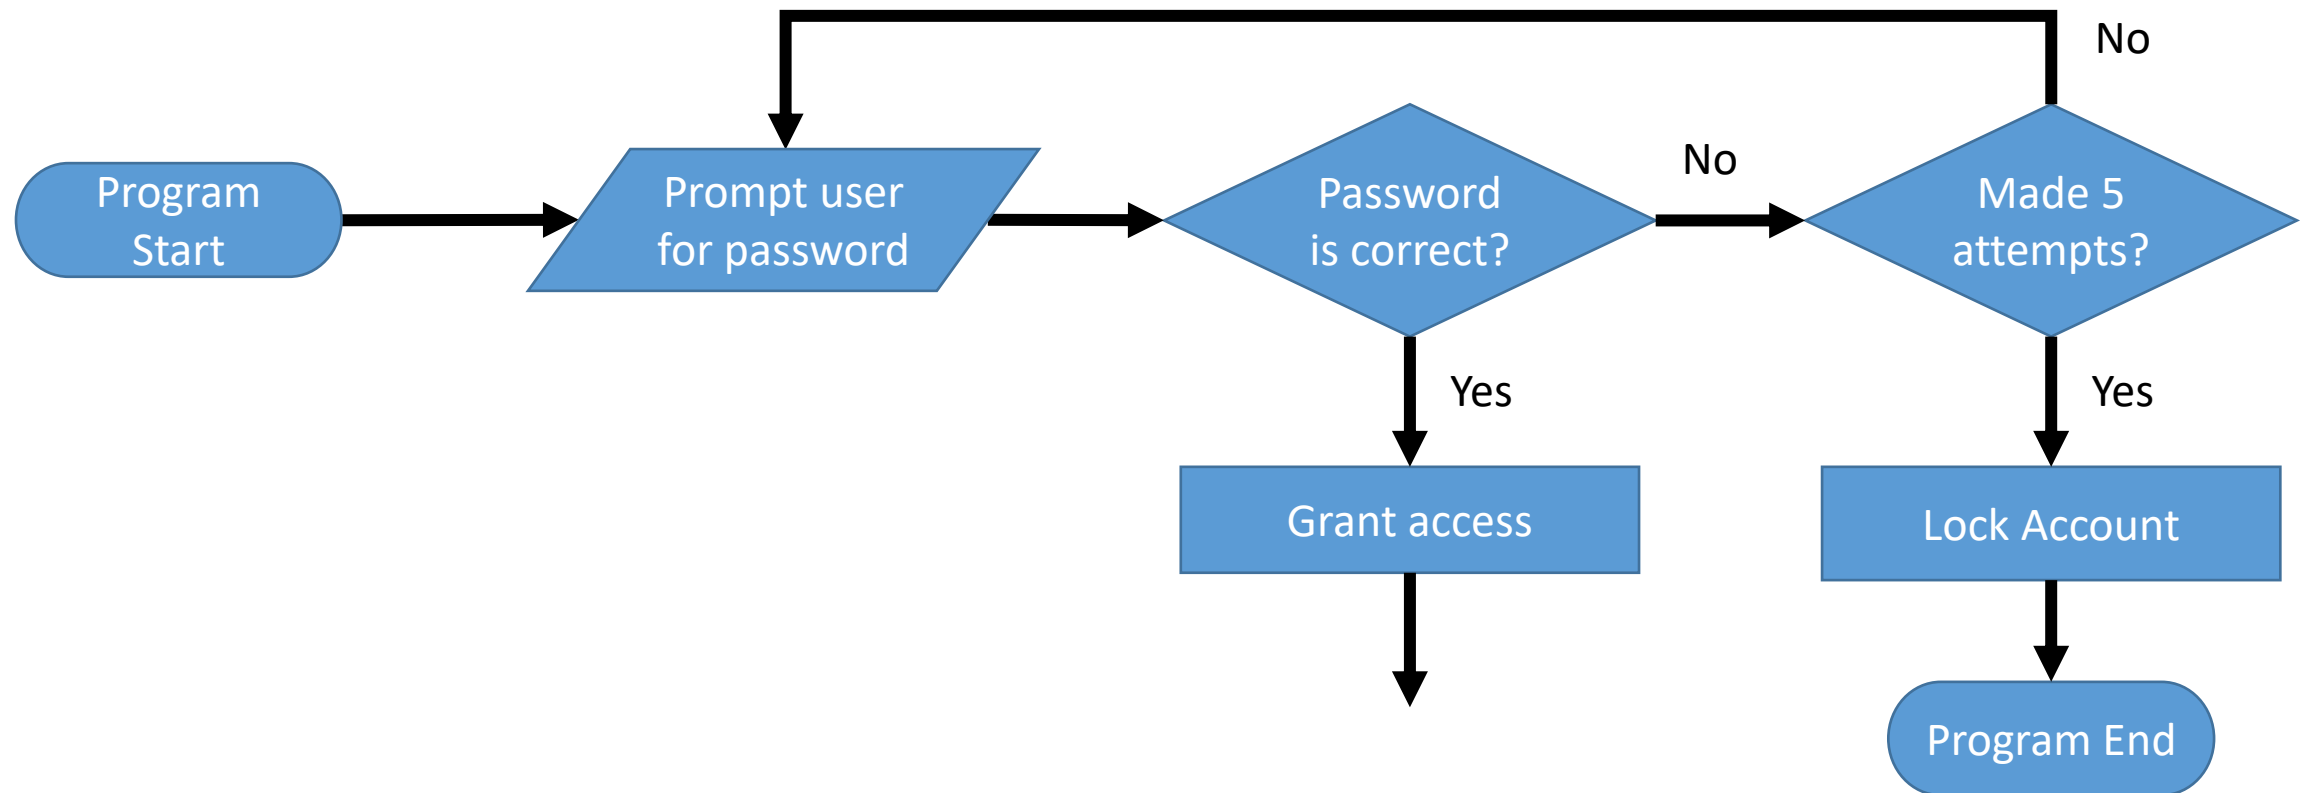 No
Program
Start
Prompt user
for password
Password
is correct?
No
Made 5
attempts?
Yes
Yes
Grant access
Lock Account
Program End